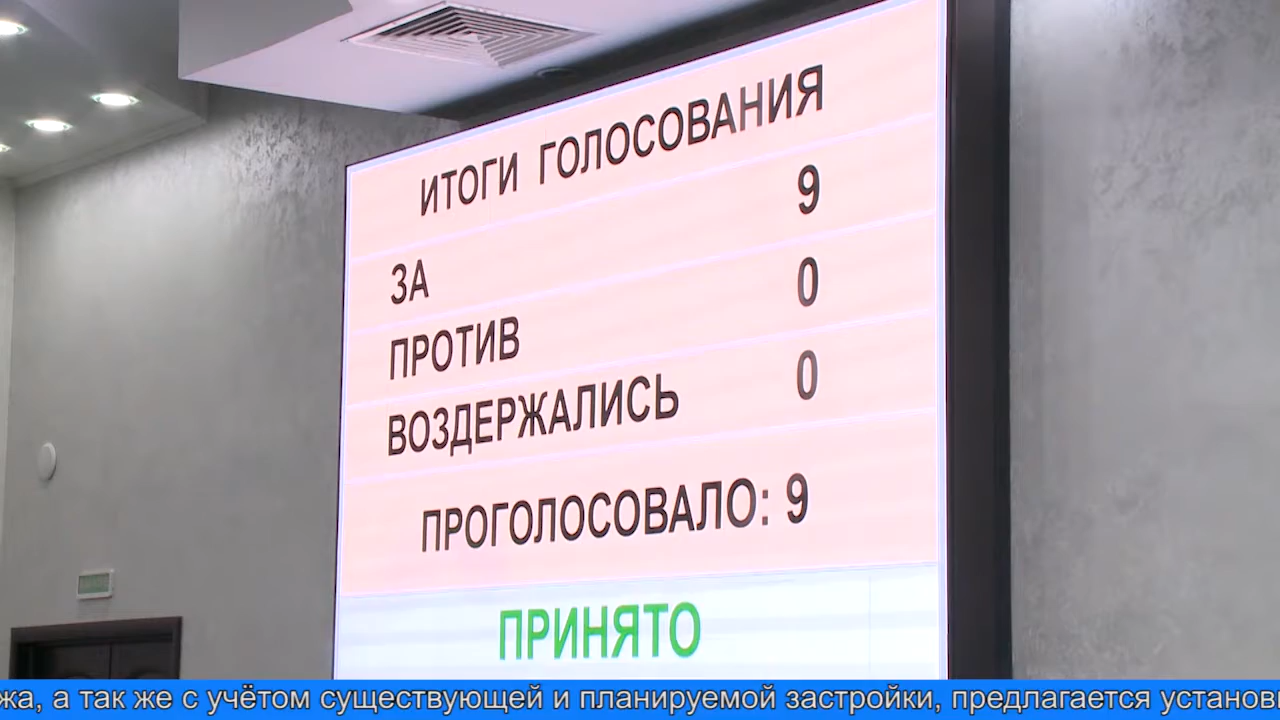 ИТОГИ ГОЛОСОВАНИЯ
ЗА 9
ПРОТИВ 0
ВОЗДЕРЖАЛИСЬ 0
ПРОГОЛОСОВАЛО: 9
ПРИНЯТО
а так же с учётом существующей и планируемой застройки, предлагается